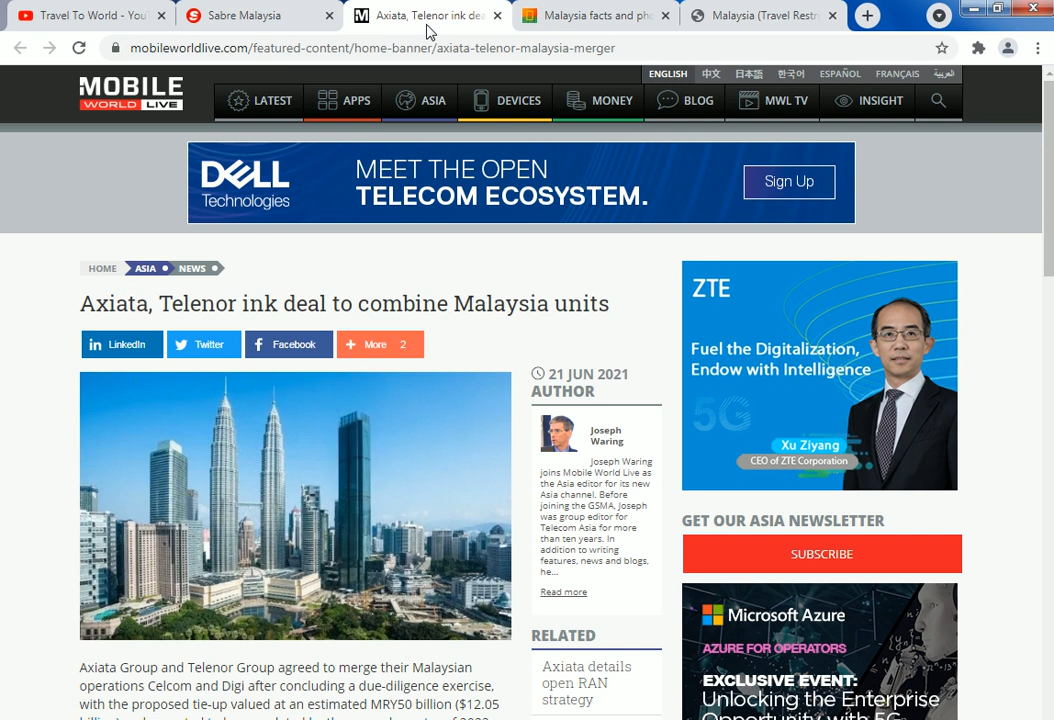 Travel To World - You
Sabre Malaysia
Axiata, Telenor ink dea
Malaysia facts and pho
Malaysia (Travel Restr
mobileworldlive.com/featured-content/home-banner/axiata-telenor-malaysia-merger
ENGLISH 中文 日本語 한국어 ESPAÑOL FRANÇAIS العربية
MOBILE
WORLD LIVE
LATEST APPS ASIA DEVICES MONEY BLOG MWL TV INSIGHT
DELL
Technologies
MEET THE OPEN
TELECOM ECOSYSTEM.
Sign Up
HOME ASIA NEWS
Axiata, Telenor ink deal to combine Malaysia units
LinkedIn Twitter Facebook More 2
21 JUN 2021
AUTHOR
Joseph
Waring
Joseph Waring
joins Mobile World Live as
the Asia editor for its new
Asia channel. Before
joining the GSMA, Joseph
was group editor for
Telecom Asia for more
than ten years. In
addition to writing
features, news and blogs,
he...
Read more
RELATED
Axiata details
open RAN
strategy
Axiata Group and Telenor Group agreed to merge their Malaysian
operations Celcom and Digi after concluding a due-diligence exercise,
with the proposed tie-up valued at an estimated MRY50 billion ($12.05
ZTE
Fuel the Digitalization,
Endow with Intelligence
5G
Xu Ziyang
CEO of ZTE Corporation
GET OUR ASIA NEWSLETTER
SUBSCRIBE
Microsoft Azure
AZURE FOR OPERATORS
EXCLUSIVE EVENT:
Unlocking the Enterprise
Opportunity with 5G